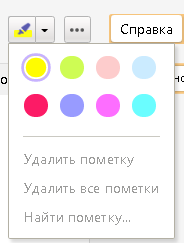 Справка
Удалить пометку
Удалить все пометки
Найти пометку...